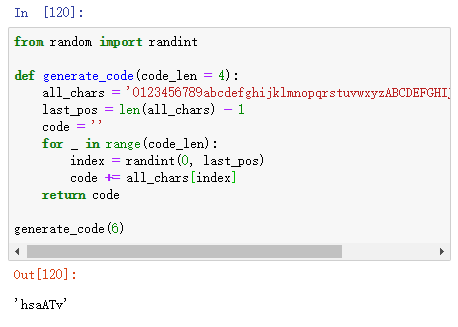 In [120]:
from random import randint
def generate_code(code_len = 4):
    all_chars = '0123456789abcdefghijklmnopqrstuvwxyzABCDEFGHI
    last_pos = len(all_chars) - 1
    code = ''
    for _ in range(code_len):
        index = randint(0, last_pos)
        code += all_chars[index]
    return code
generate_code(6)
Out[120]:
'hsaATv'